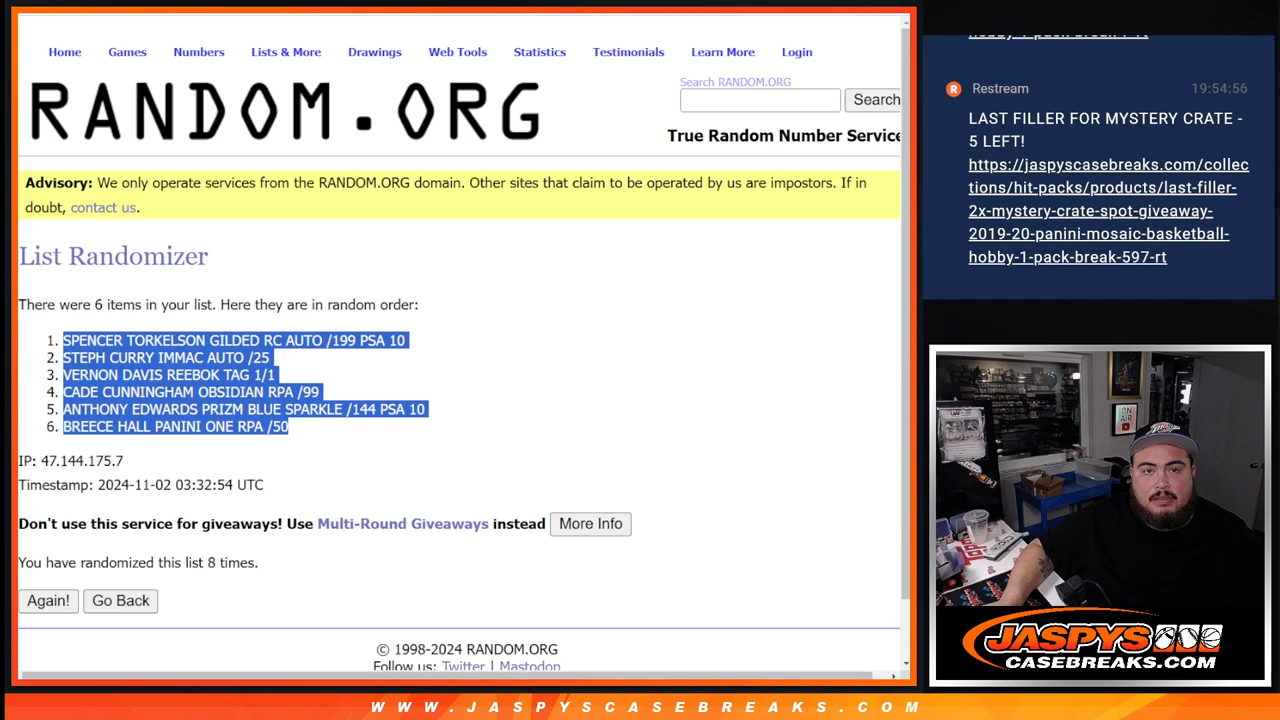 Home Games Numbers Lists & More Drawings Web Tools Statistics Testimonials Learn More Login
RANDOM.ORG
Search RANDOM.ORG
Search
True Random Number Service
Advisory: We only operate services from the RANDOM.ORG domain. Other sites that claim to be operated by us are impostors. If in
doubt, contact us.
List Randomizer
There were 6 items in your list. Here they are in random order:
1. SPENCER TORKELSON GILDED RC AUTO /199 PSA 10
2. STEPH CURRY IMMAC AUTO /25
3. VERNON DAVIS REEBOK TAG 1/1
4. CADE CUNNINGHAM OBSIDIAN RPA /99
5. ANTHONY EDWARDS PRIZM BLUE SPARKLE /144 PSA 10
6. BREECE HALL PANINI ONE RPA /50
IP: 47.144.175.7
Timestamp: 2024-11-02 03:32:54 UTC
Don't use this service for giveaways! Use Multi-Round Giveaways instead More Info
You have randomized this list 8 times.
Again! Go Back
© 1998-2024 RANDOM.ORG
Follow us: Twitter | Mastodon
hobby-1-pack-break-
R Restream 19:54:56
LAST FILLER FOR MYSTERY CRATE -
5 LEFT!
https://jaspyscasebreaks.com/collec
tions/hit-packs/products/last-filler-
2x-mystery-crate-spot-giveaway-
2019-20-panini-mosaic-basketball-
hobby-1-pack-break-597-rt
ON
AIR
JASPYS
CASEBREAKS.COM
WWW.JASPYSCASEBREAKS.COM